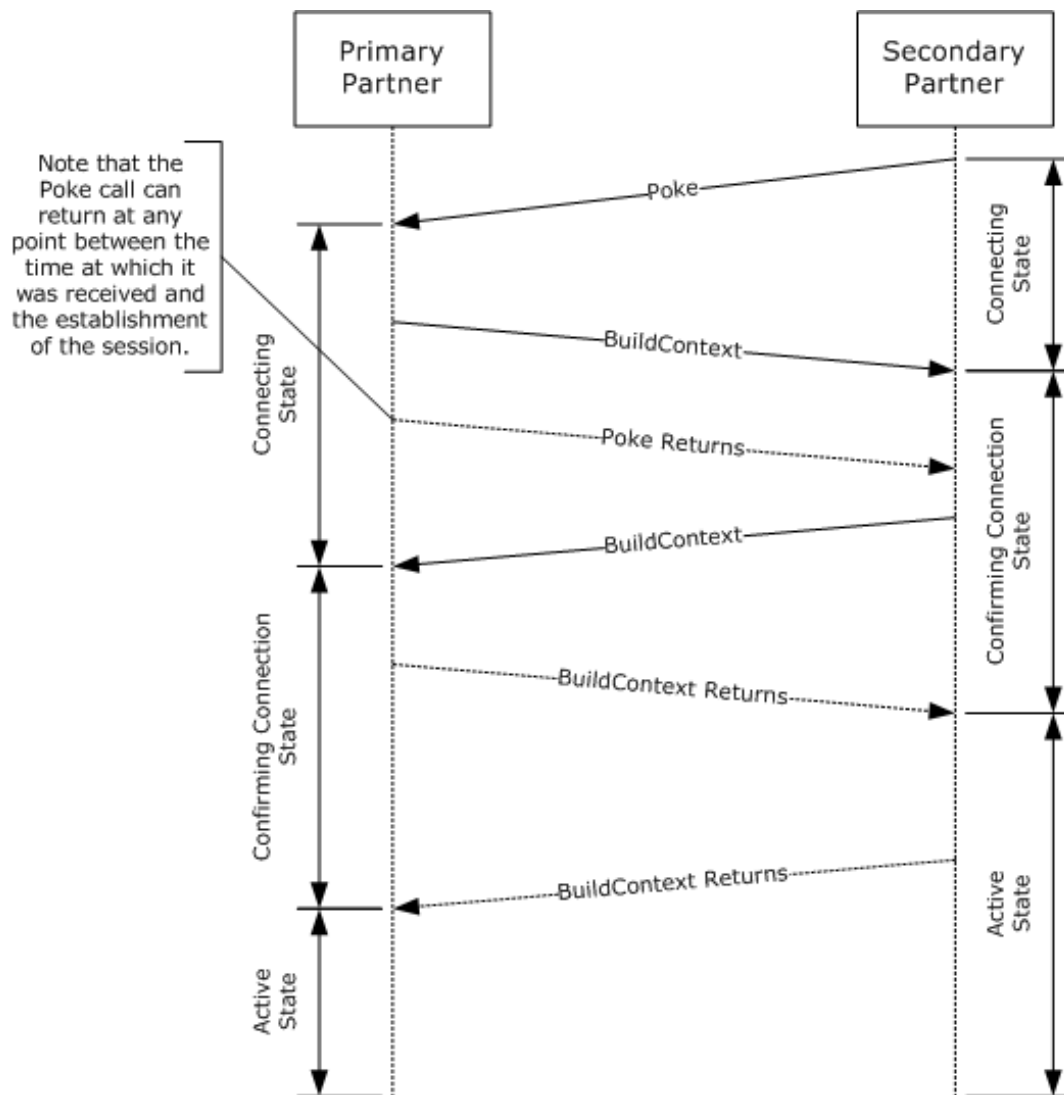 Primary
Partner
Secondary
Partner
Note that the
Poke call can
return at any
point between the
time at which it
was received and
the establishment
of the session.
Poke
Connecting
State
BuildContext
Connecting
State
Poke Returns
Confirming Connection
State
BuildContext
Confirming Connection
State
BuildContext Returns
BuildContext Returns
Active
State
Active
State